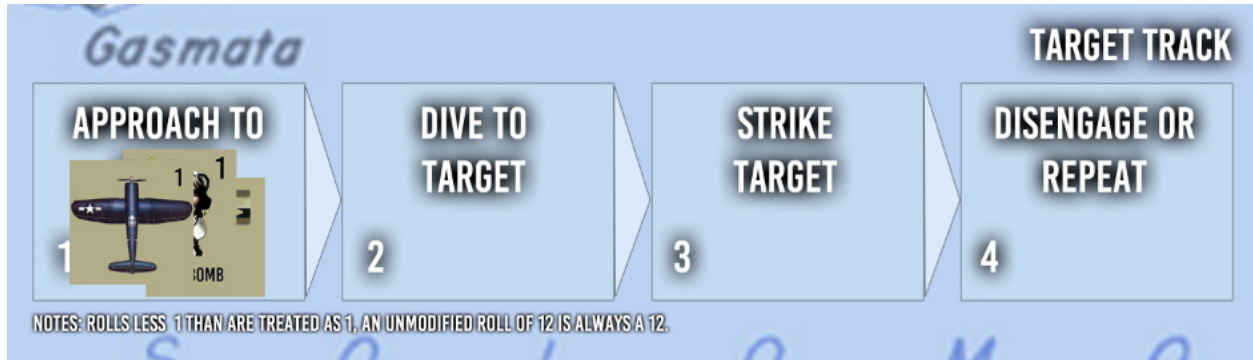 Gasmata
TARGET TRACK
APPROACH TO
1
1
1
DIVE TO
TARGET
2
STRIKE
TARGET
3
DISENGAGE OR
REPEAT
4
NOTES: ROLLS LESS 1 THAN ARE TREATED AS 1, AN UNMODIFIED ROLL OF 12 IS ALWAYS A 12.
S O L O M O